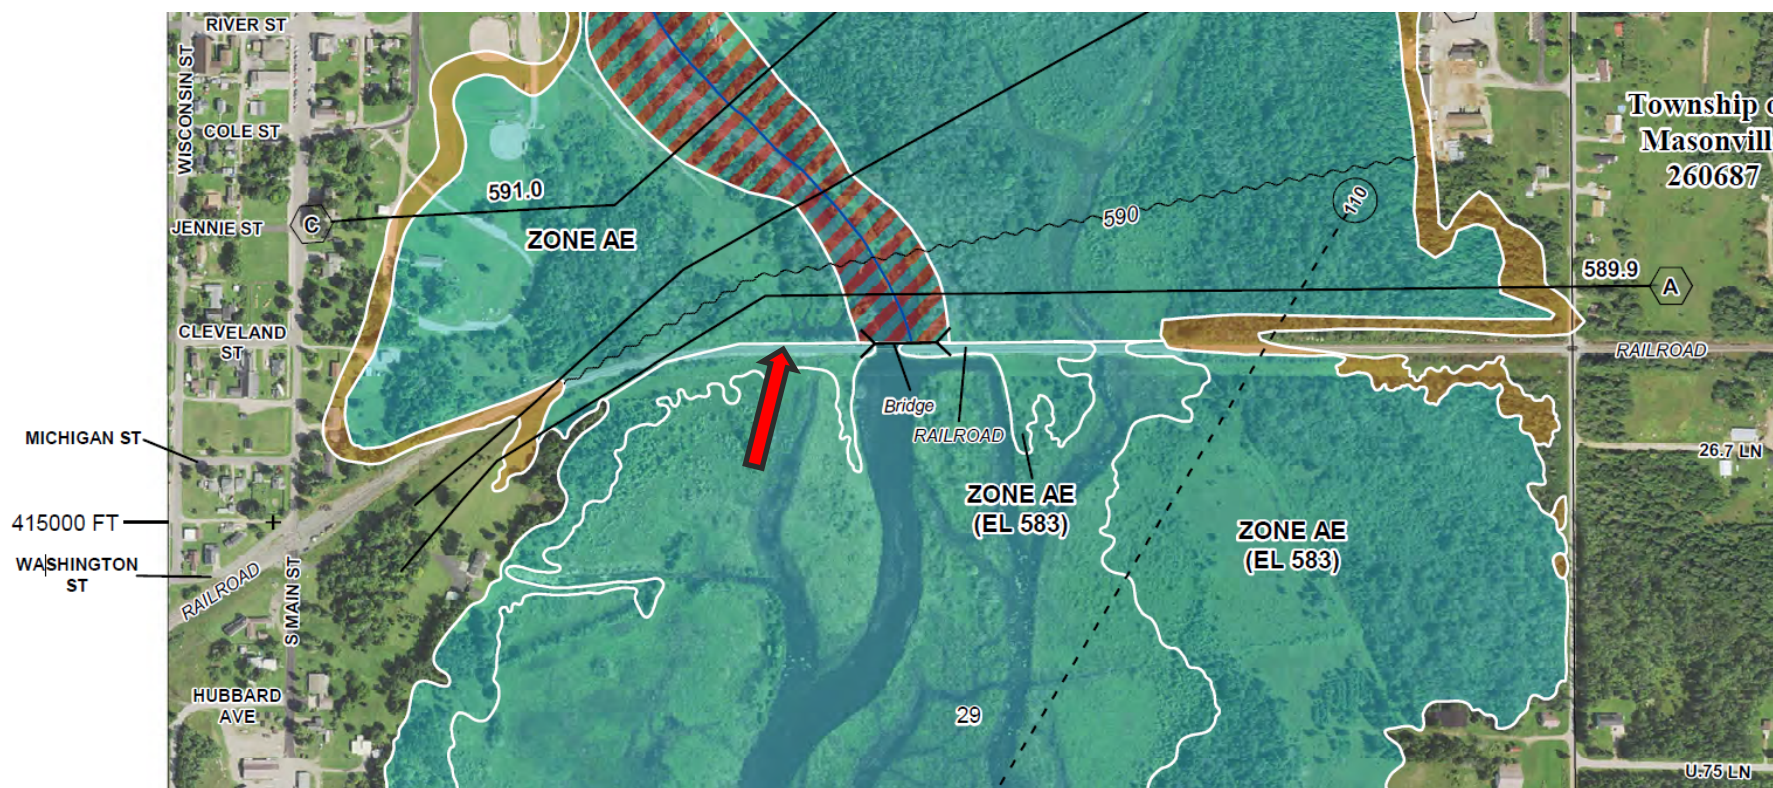 RIVER ST
WISCONSIN ST
COLE ST
Township o
Masonvill
260687
591.0
110
590
C
JENNIE ST
ZONE AE
589.9
A
CLEVELAND
ST
RAILROAD
Bridge
RAILROAD
MICHIGAN ST
26.7 LN
ZONE AE
(EL 583)
415000 FT
ZONE AE
(EL 583)
WASHINGTON
ST
RAILROAD
S MAIN ST
HUBBARD
AVE
29
U.75 LN